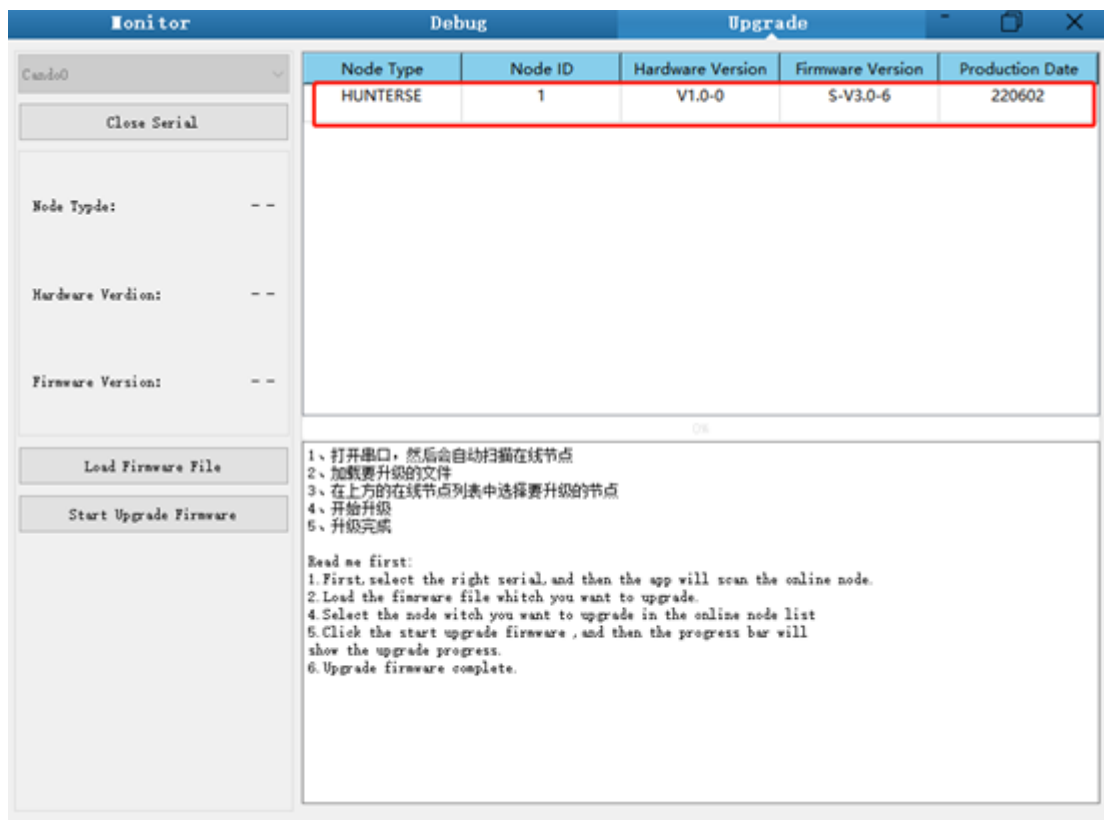 Monitor Debug Upgrade
Cando0
Node Type Node ID Hardware Version Firmware Version Production Date
HUNTERSE 1 V1.0-0 S-V3.0-6 220602
Close Serial
Node Typde: --
Hardware Verdion: --
Firmware Version: --
0%
Load Firmware File
Start Upgrade Firmware
1、打开串口，然后会自动扫描在线节点
2、加载要升级的文件
3、在上方的在线节点列表中选择要升级的节点
4、开始升级
5、升级完成
Read me first:
1.First,select the right serial,and then the app will scan the online node.
2.Load the fimrware file whitch you want to upgrade.
4.Select the node witch you want to upgrade in the online node list
5.Click the start upgrade firmware ,and then the progress bar will
show the upgrade progress.
6.Upgrade firmware complete.